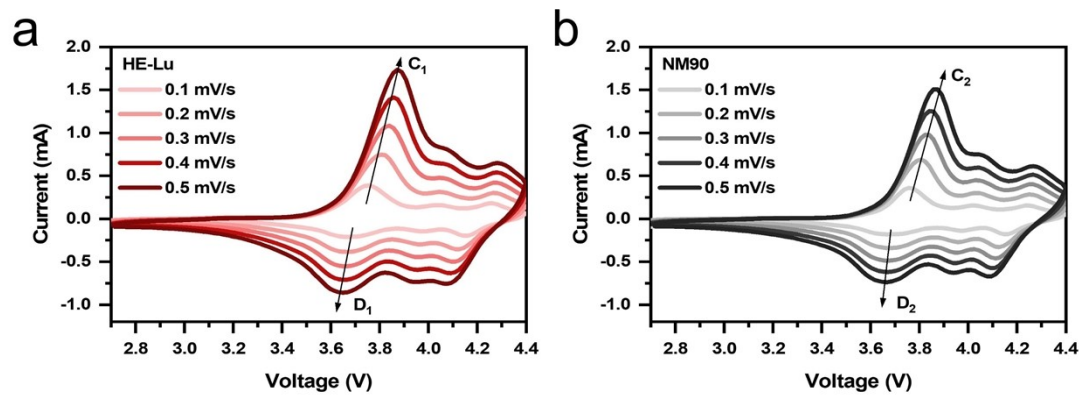 a
HE-Lu
0.1 mV/s
0.2 mV/s
0.3 mV/s
0.4 mV/s
0.5 mV/s
C1
D1
2.0
1.5
1.0
0.5
0.0
-0.5
-1.0
Current (mA)
2.8 3.2 3.6 3.8 4.0 4.2 4.4
2.8 3.0 3.2 3.4
Voltage (V)
b
NM90
0.1 mV/s
0.2 mV/s
0.3 mV/s
0.4 mV/s
0.5 mV/s
C2
D2
2.0
1.5
1.0
0.5
0.0
-0.5
-1.0
Current (mA)
2.8 3.0 3.2 3.4 3.6 3.8 4.0 4.2 4.4
Voltage (V)